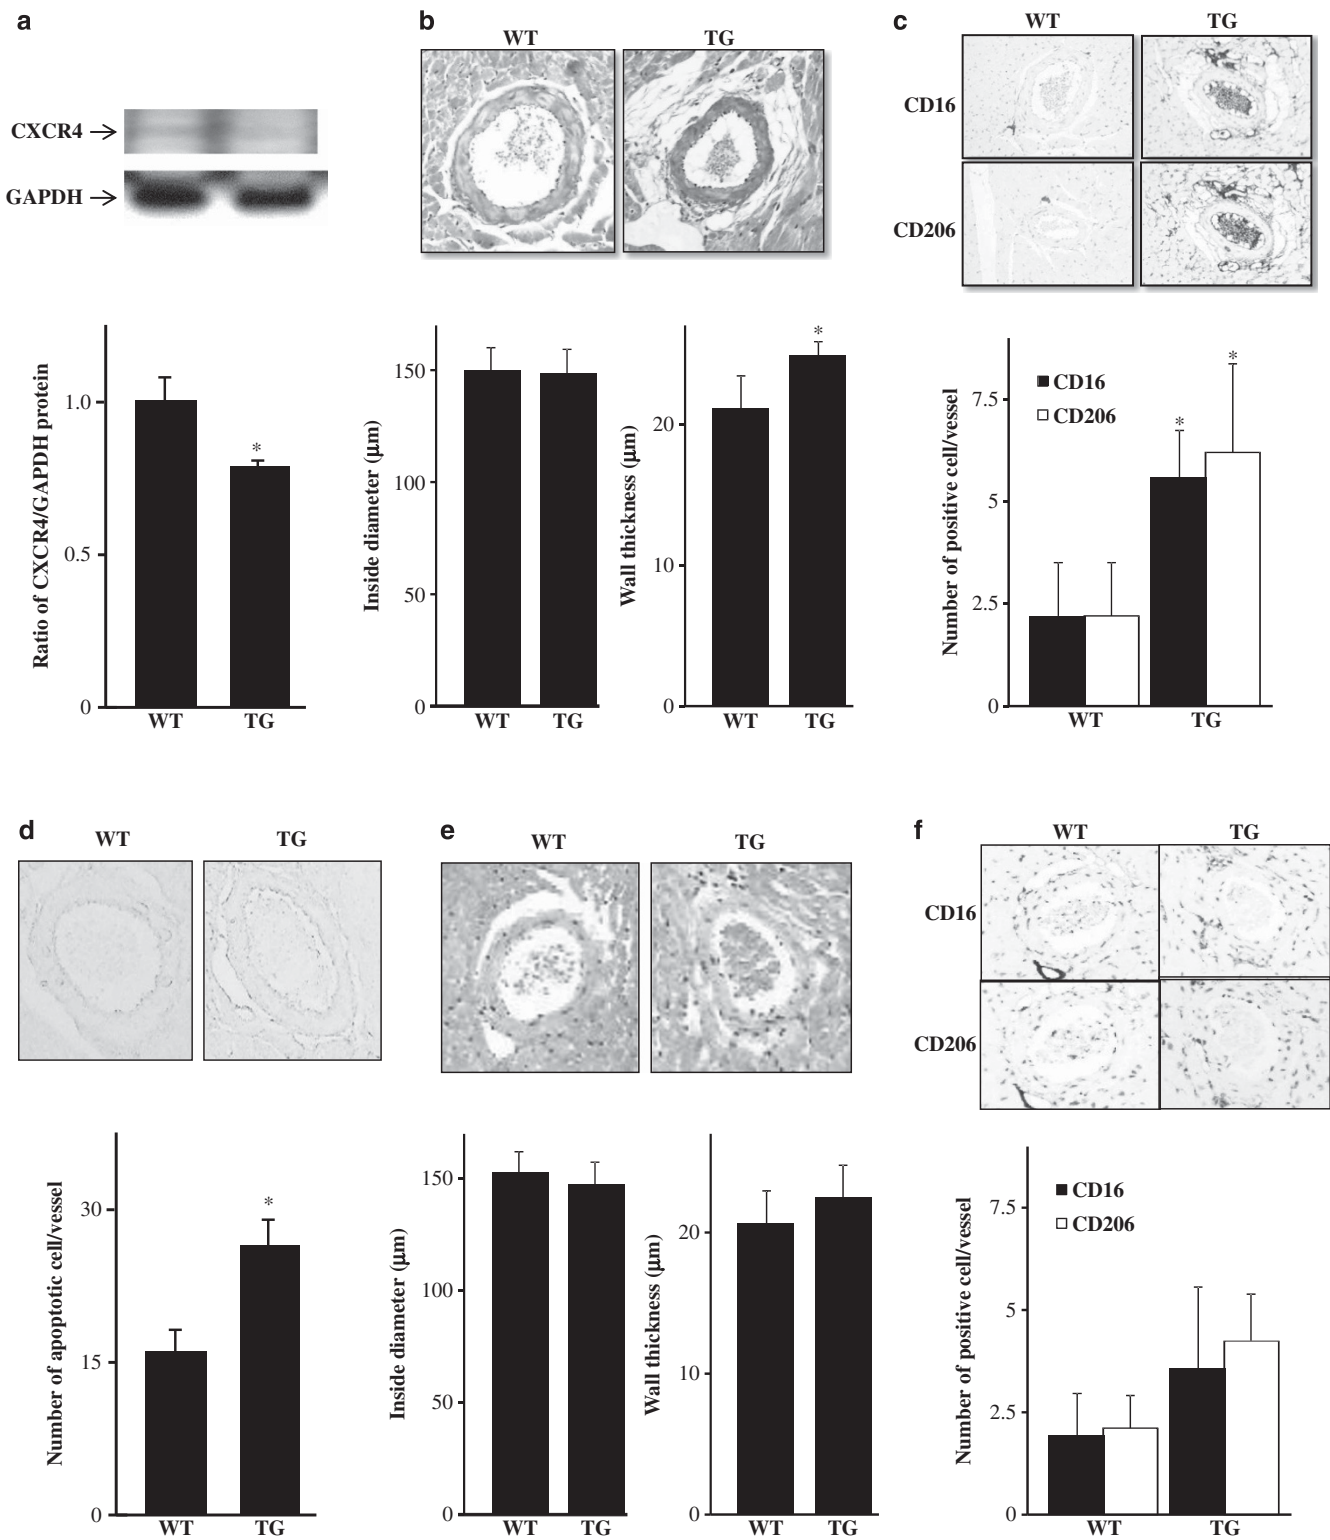 a
CXCR4
GAPDH
Ratio of CXCR4/GAPDH protein
1.0
0.5
0
*
WT TG
b
WT TG
Inside diameter (µm)
150
100
50
0
WT TG
Wall thickness (µm)
20
10
0
*
WT TG
c
WT TG
CD16
CD206
Number of positive cell/vessel
7.5
5
2.5
0
CD16
CD206
*
*
WT TG
d
WT TG
Number of apoptotic cell/vessel
30
15
0
*
WT TG
e
WT TG
Inside diameter (µm)
150
100
50
0
WT TG
Wall thickness (µm)
20
10
0
WT TG
f
WT TG
CD16
CD206
Number of positive cell/vessel
7.5
5
2.5
0
CD16
CD206
WT TG